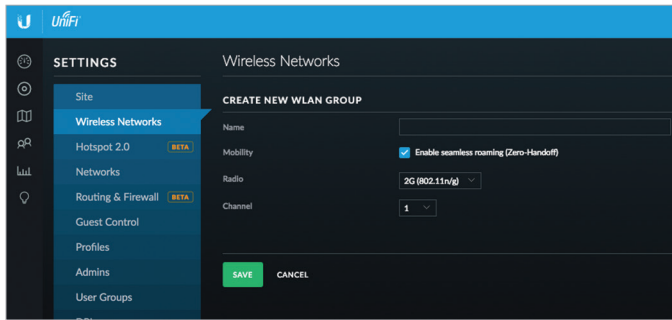 UniFi
SETTINGS
Site
Wireless Networks
Hotspot 2.0 BETA
Networks
Routing & Firewall BETA
Guest Control
Profiles
Admins
User Groups
Wireless Networks
CREATE NEW WLAN GROUP
Name
Mobility Enable seamless roaming (Zero-Handoff)
Radio 2G (802.11n/g)
Channel 1
SAVE CANCEL